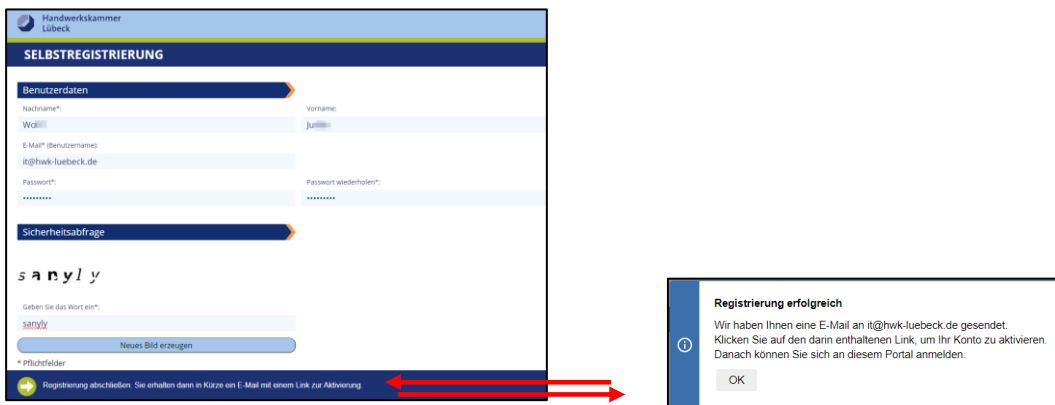 Handwerkskammer
Lübeck
SELBSTREGISTRIERUNG
Benutzerdaten
Nachname*: Vorname:
E-Mail* (Benutzername):
it@hwk-luebeck.de
Passwort*: Passwort wiederholen*:
Sicherheitsabfrage
sanyly
Geben Sie das Wort ein*:
sanyly
Neues Bild erzeugen
* Pflichtfelder
Registrierung abschließen. Sie erhalten dann in Kürze ein E-Mail mit einem Link zur Aktivierung
Registrierung erfolgreich
Wir haben Ihnen eine E-Mail an it@hwk-luebeck.de gesendet.
Klicken Sie auf den darin enthaltenen Link, um Ihr Konto zu aktivieren.
Danach können Sie sich an diesem Portal anmelden.
OK